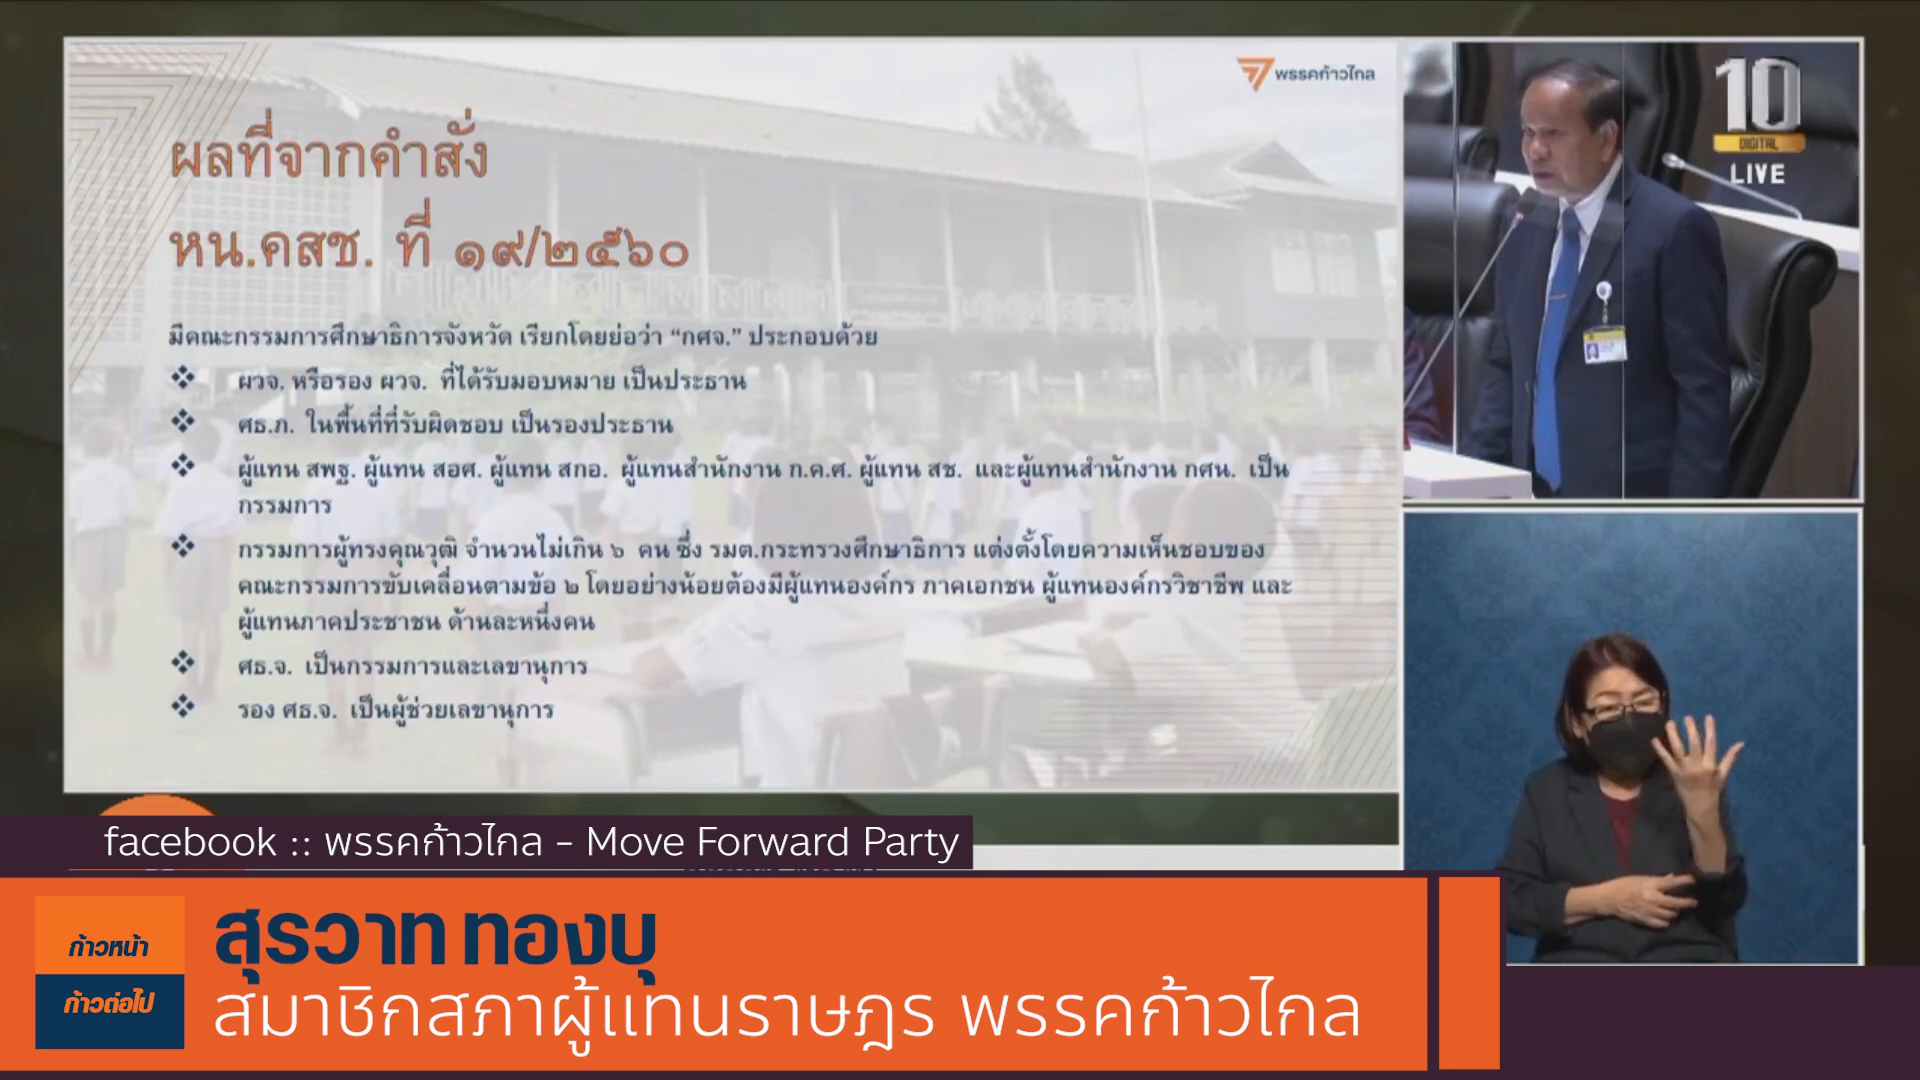 พรรคก้าวไกล
ผลที่จากคำสั่ง
หน.คสช. ที่ ๑๙/๒๕๖๐
มีคณะกรรมการศึกษาธิการจังหวัด เรียกโดยย่อว่า “กศจ.” ประกอบด้วย
❖ ผวจ. หรือรอง ผวจ. ที่ได้รับมอบหมาย เป็นประธาน
❖ ศธ.ภ. ในพื้นที่ที่รับผิดชอบ เป็นรองประธาน
❖ ผู้แทน สพฐ. ผู้แทน สอศ. ผู้แทน สกอ. ผู้แทนสำนักงาน ก.ค.ศ. ผู้แทน สช. และผู้แทนสำนักงาน กศน. เป็น
กรรมการ
❖ กรรมการผู้ทรงคุณวุฒิ จำนวนไม่เกิน ๖ คน ซึ่ง รมต.กระทรวงศึกษาธิการ แต่งตั้งโดยความเห็นชอบของ
คณะกรรมการขับเคลื่อนตามข้อ ๒ โดยอย่างน้อยต้องมีผู้แทนองค์กร ภาคเอกชน ผู้แทนองค์กรวิชาชีพ และ
ผู้แทนภาคประชาชน ด้านละหนึ่งคน
❖ ศธ.จ. เป็นกรรมการและเลขานุการ
❖ รอง ศธ.จ. เป็นผู้ช่วยเลขานุการ
10
DIGITAL
LIVE
facebook :: พรรคก้าวไกล - Move Forward Party
ก้าวหน้า
ก้าวต่อไป
สุรวาท ทองบุ
สมาชิกสภาผู้แทนราษฎร พรรคก้าวไกล